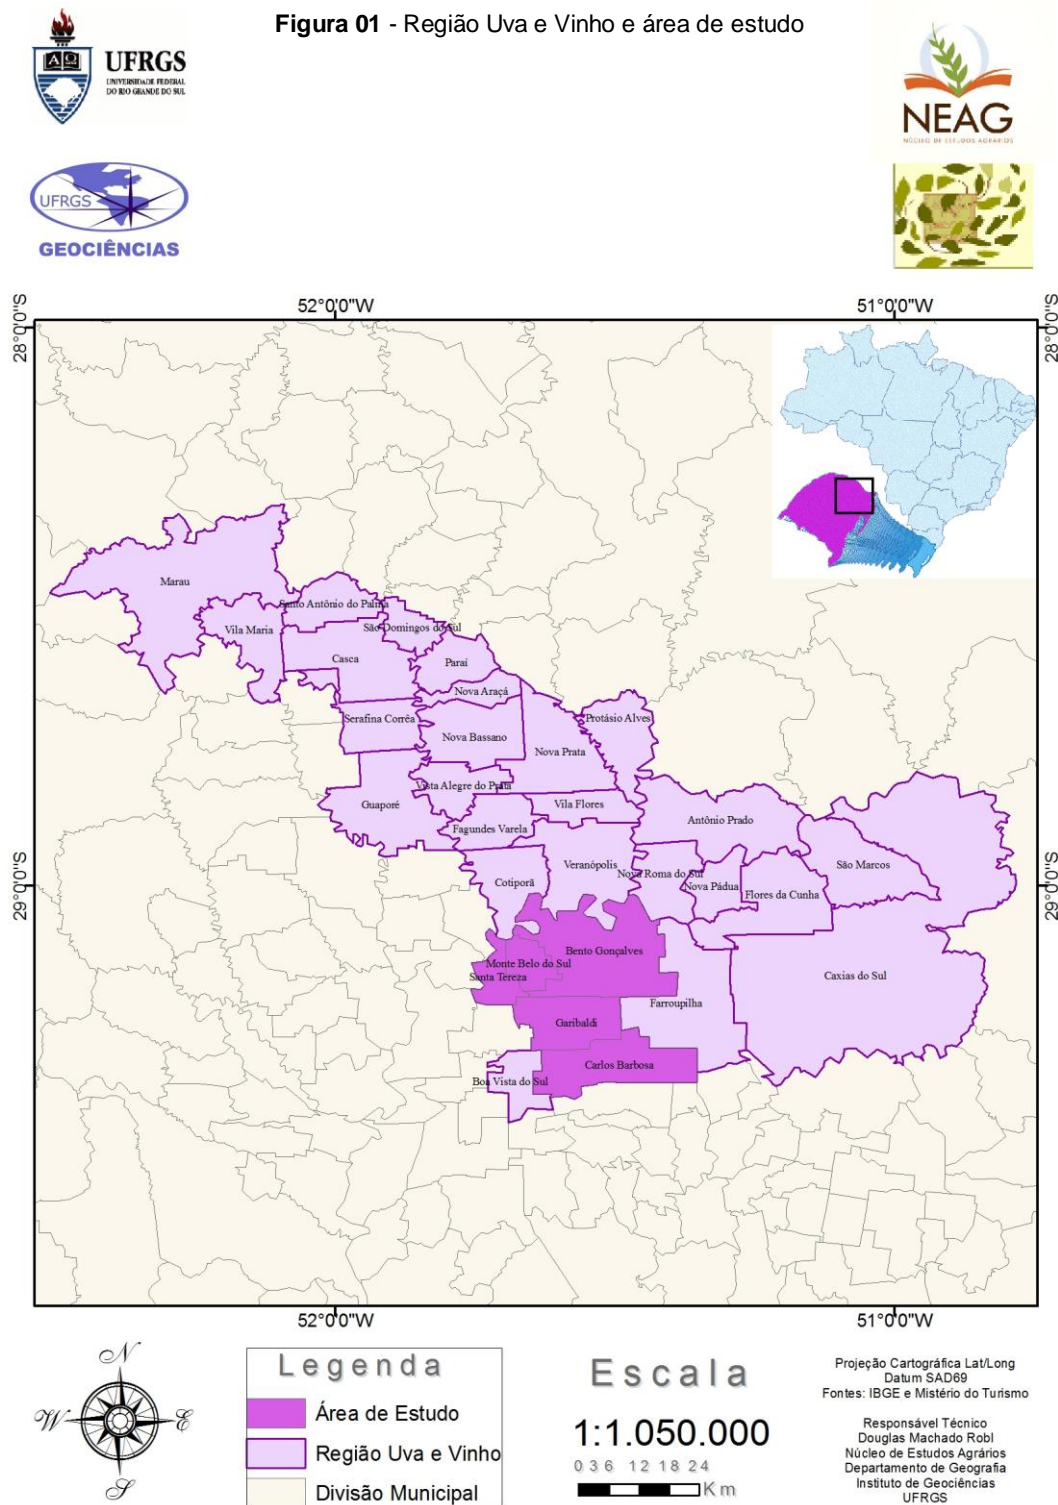 Figura 01 - Região Uva e Vinho e área de estudo
UFRGS
UNIVERSIDADE FEDERAL
DO RIO GRANDE DO SUL
NEAG
NÚCLEO DE ESTUDOS AGRÁRIOS
UFRGS
GEOCIÊNCIAS
52°0'0"W
51°0'0"W
28°0'0"S
28°0'0"S
Marau
Santo Antônio do Palma
Vila Maria
São Domingos do Sul
Casca
Paraí
Nova Araçá
Serafina Corrêa
Protásio Alves
Nova Bassano
Nova Prata
Vista Alegre do Prata
Guaporé
Vila Flores
Antônio Prado
Fagundes Varela
Veranópolis
São Marcos
Nova Roma do Sul
Cotiporã
Nova Pádua
Flores da Cunha
29°0'0"S
29°0'0"S
Bento Gonçalves
Monte Belo do Sul
Santa Tereza
Caxias do Sul
Farroupilha
Garibaldi
Carlos Barbosa
Boa Vista do Sul
52°0'0"W
51°0'0"W
N
W
E
S
Legenda
Área de Estudo
Região Uva e Vinho
Divisão Municipal
Escala
1:1.050.000
0 3 6 12 18 24
Km
Projeção Cartográfica Lat/Long
Datum SAD69
Fontes: IBGE e Mistério do Turismo
Responsável Técnico
Douglas Machado Robl
Núcleo de Estudos Agrários
Departamento de Geografia
Instituto de Geociências
UFRGS